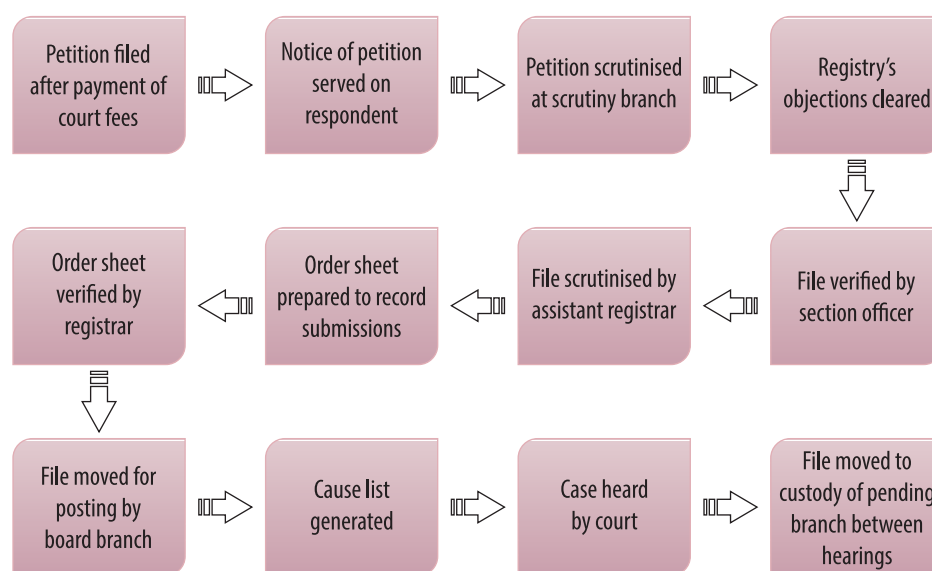 Petition filed
after payment of
court fees
Notice of petition
served on
respondent
Petition scrutinised
at scrutiny branch
Registry’s
objections cleared
File verified by
section officer
File scrutinised by
assistant registrar
Order sheet
prepared to record
submissions
Order sheet
verified by
registrar
File moved for
posting by
board branch
Cause list
generated
Case heard
by court
File moved to
custody of pending
branch between
hearings